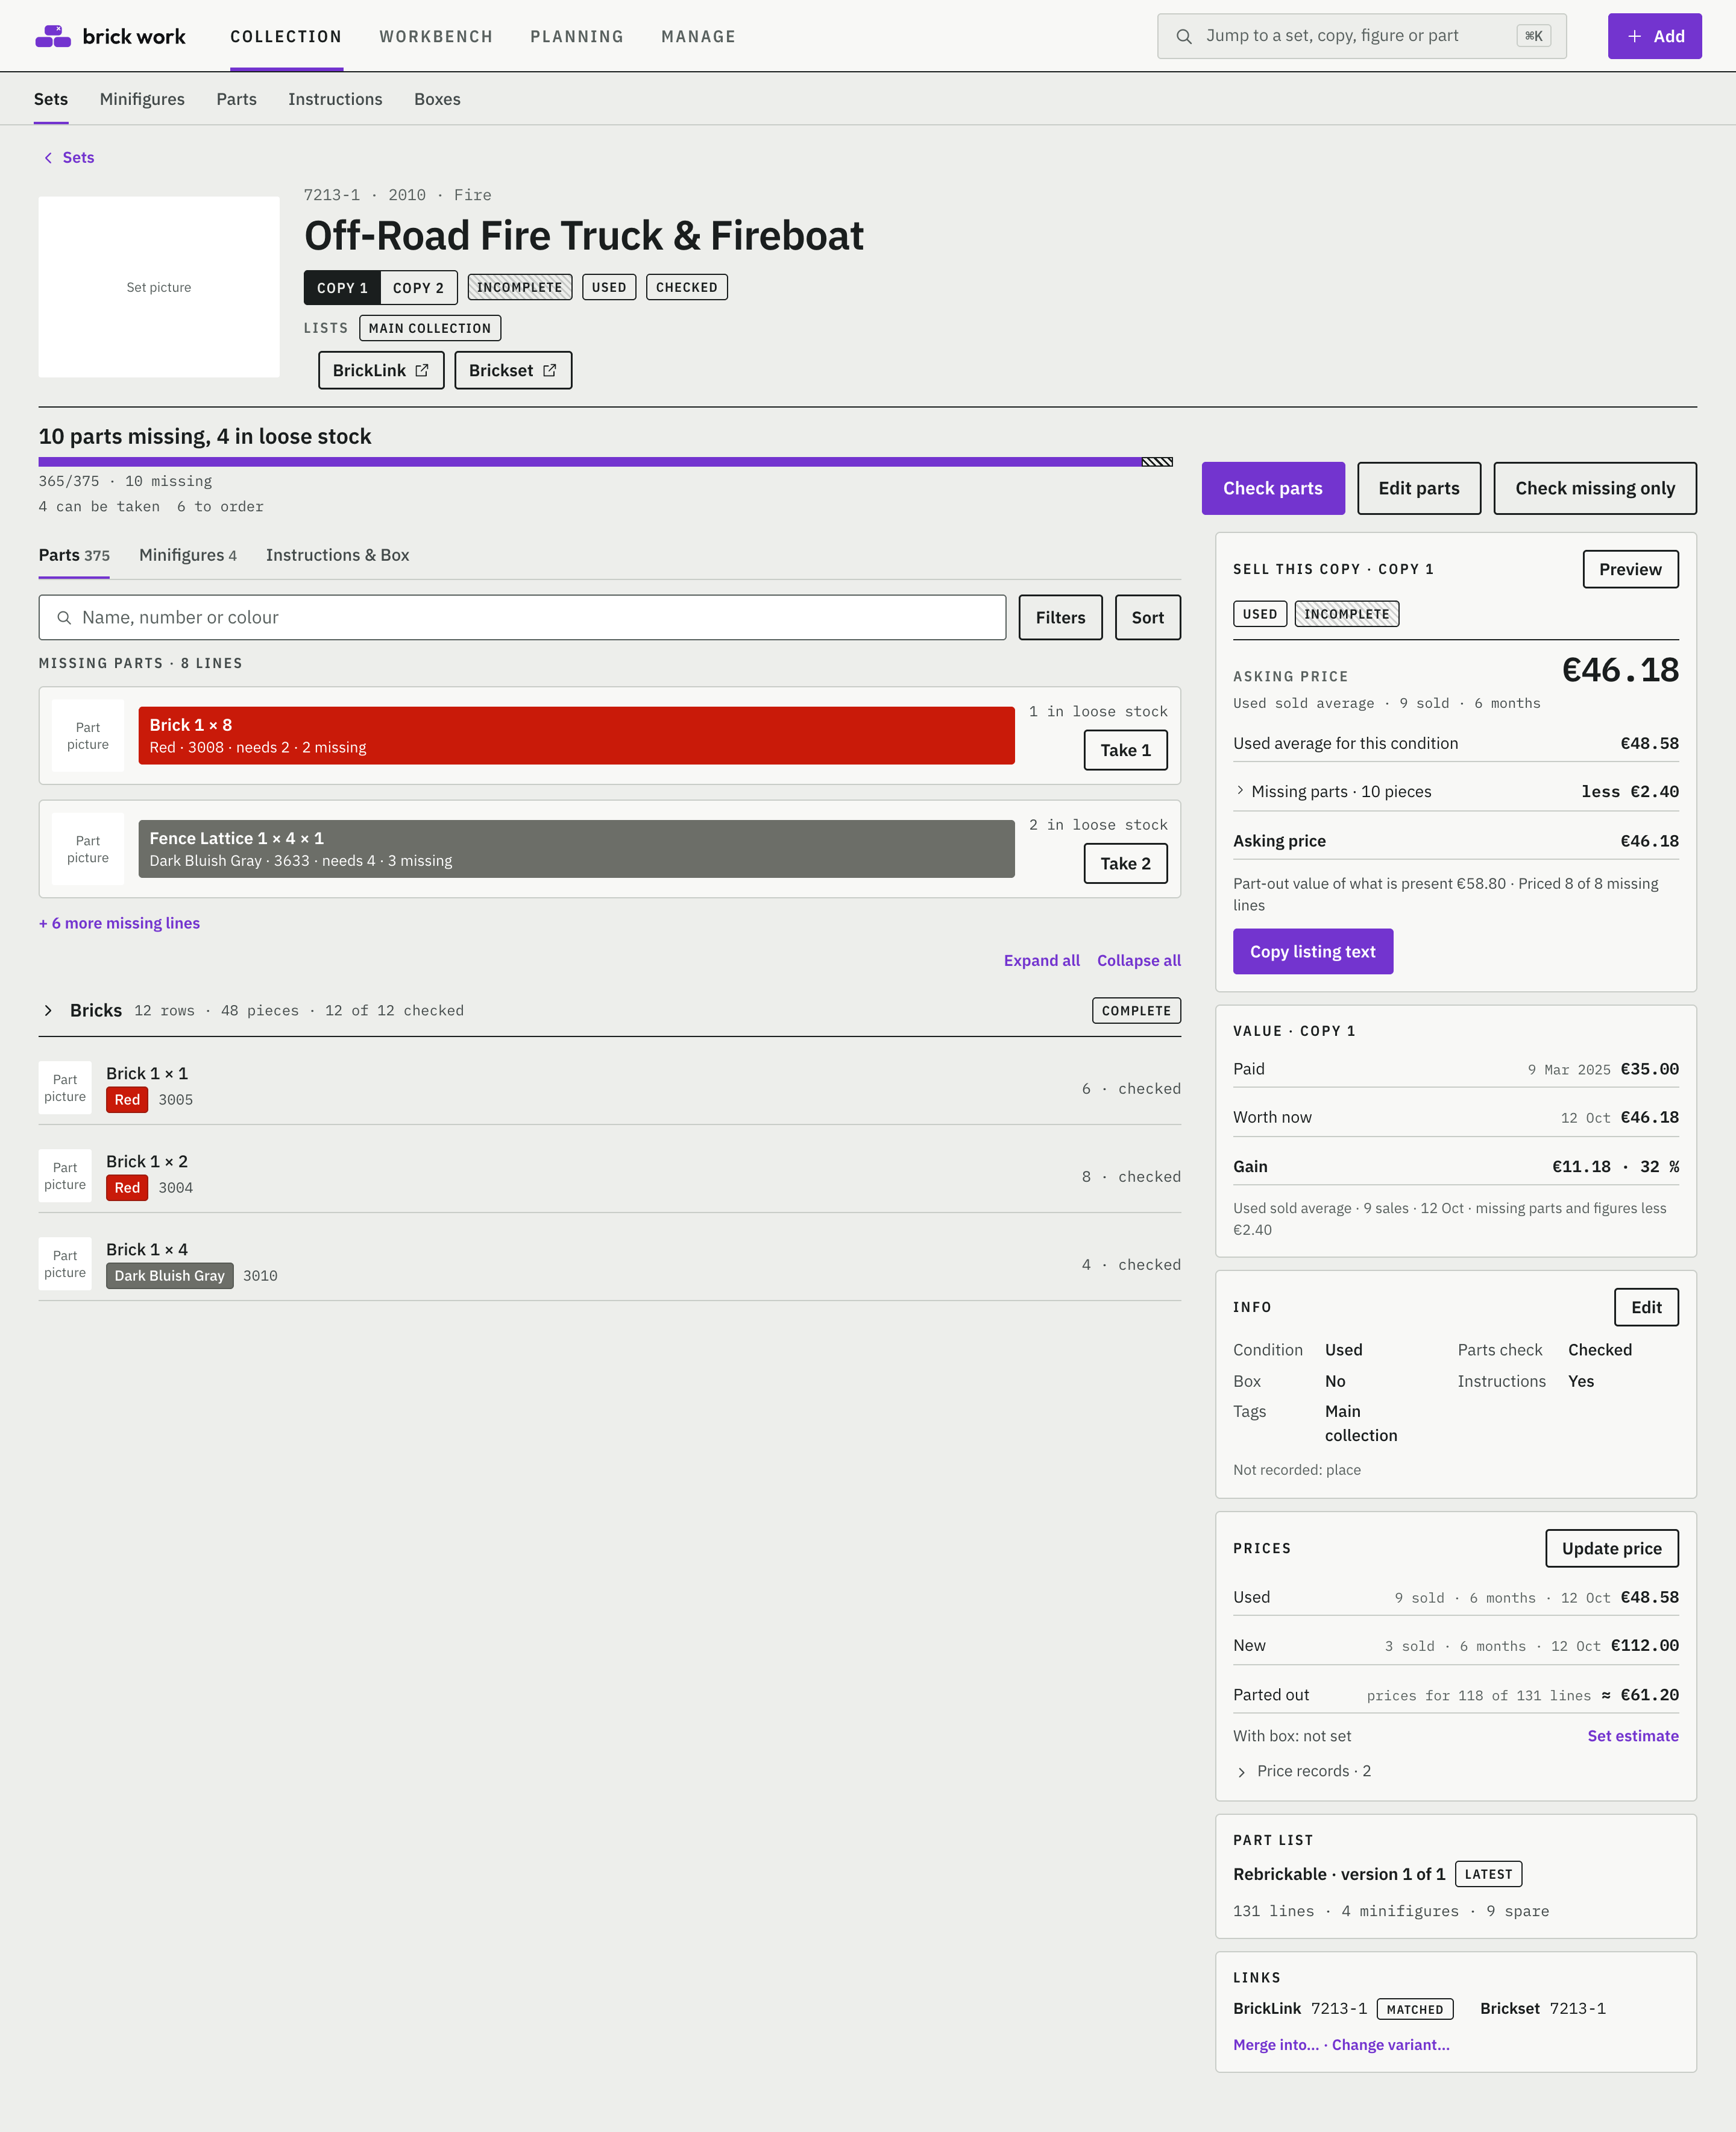 brick work
COLLECTION
WORKBENCH
PLANNING
MANAGE
Jump to a set, copy, figure or part
⌘K
+ Add
Sets
Minifigures
Parts
Instructions
Boxes
Sets
Set picture
7213-1 · 2010 · Fire
Off-Road Fire Truck & Fireboat
COPY 1
COPY 2
INCOMPLETE
USED
CHECKED
LISTS
MAIN COLLECTION
BrickLink
Brickset
10 parts missing, 4 in loose stock
365/375 · 10 missing
4 can be taken 6 to order
Check parts
Edit parts
Check missing only
Parts 375
Minifigures 4
Instructions & Box
Name, number or colour
Filters
Sort
MISSING PARTS · 8 LINES
Part
picture
Brick 1 × 8
Red · 3008 · needs 2 · 2 missing
1 in loose stock
Take 1
Part
picture
Fence Lattice 1 × 4 × 1
Dark Bluish Gray · 3633 · needs 4 · 3 missing
2 in loose stock
Take 2
+ 6 more missing lines
Expand all
Collapse all
Bricks 12 rows · 48 pieces · 12 of 12 checked
COMPLETE
Part
picture
Brick 1 × 1
Red 3005
6 · checked
Part
picture
Brick 1 × 2
Red 3004
8 · checked
Part
picture
Brick 1 × 4
Dark Bluish Gray 3010
4 · checked
SELL THIS COPY · COPY 1
Preview
USED
INCOMPLETE
ASKING PRICE
€46.18
Used sold average · 9 sold · 6 months
Used average for this condition €48.58
Missing parts · 10 pieces less €2.40
Asking price €46.18
Part-out value of what is present €58.80 · Priced 8 of 8 missing
lines
Copy listing text
VALUE · COPY 1
Paid 9 Mar 2025 €35.00
Worth now 12 Oct €46.18
Gain €11.18 · 32 %
Used sold average · 9 sales · 12 Oct · missing parts and figures less
€2.40
INFO
Edit
Condition Used Parts check Checked
Box No Instructions Yes
Tags Main
collection
Not recorded: place
PRICES
Update price
Used 9 sold · 6 months · 12 Oct €48.58
New 3 sold · 6 months · 12 Oct €112.00
Parted out prices for 118 of 131 lines ≈ €61.20
With box: not set Set estimate
Price records · 2
PART LIST
Rebrickable · version 1 of 1 LATEST
131 lines · 4 minifigures · 9 spare
LINKS
BrickLink 7213-1 MATCHED Brickset 7213-1
Merge into... · Change variant...